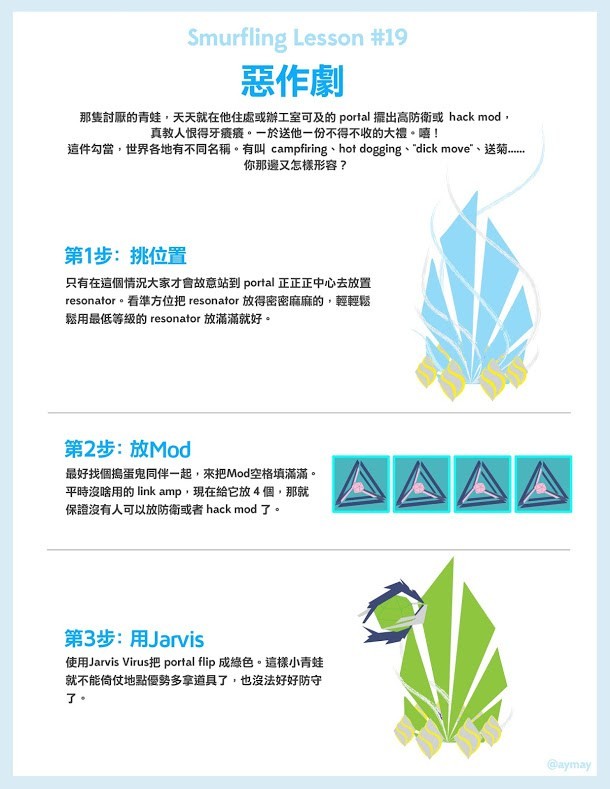 Smurfling Lesson #19
惡作劇
那隻討厭的青蛙，天天就在他住處或辦工室可及的 portal 擺出高防衛或 hack mod，
真教人恨得牙癢癢。一於送他一份不得不收的大禮。嘻！
這件勾當，世界各地有不同名稱。有叫 campfiring、hot dogging、"dick move"、送菊......
你那邊又怎樣形容？
第1步：挑位置
只有在這個情況大家才會故意站到 portal 正正正中心去放置
resonator。看準方位把 resonator 放得密密麻麻的，輕輕鬆
鬆用最低等級的 resonator 放滿滿就好。
第2步：放Mod
最好找個搗蛋鬼同伴一起，來把Mod空格填滿滿。
平時沒啥用的 link amp，現在給它放 4 個，那就
保證沒有人可以放防衛或者 hack mod 了。
第3步：用Jarvis
使用Jarvis Virus把 portal flip 成綠色。這樣小青蛙
就不能倚仗地點優勢多拿道具了，也沒法好好防守
了。
@aymay